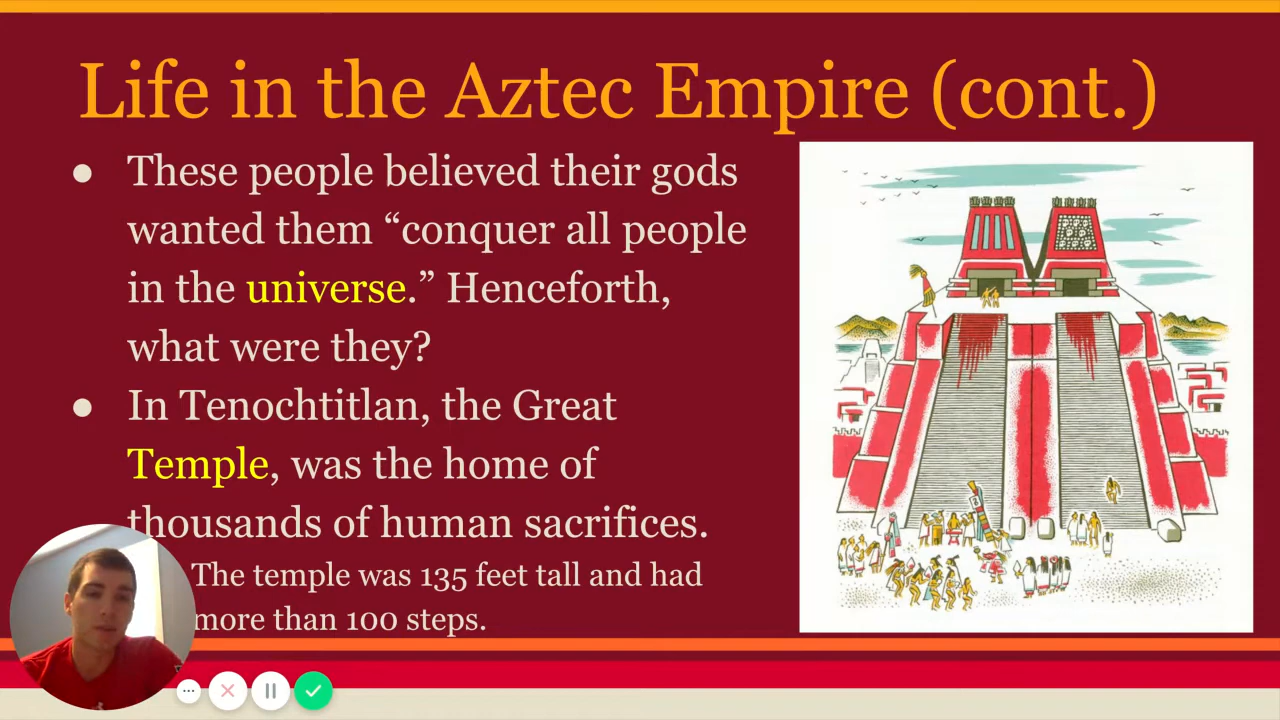 Life in the Aztec Empire (cont.)
● These people believed their gods
wanted them “conquer all people
in the universe.” Henceforth,
what were they?
● In Tenochtitlan, the Great
Temple, was the home of
thousands of human sacrifices.
The temple was 135 feet tall and had
more than 100 steps.